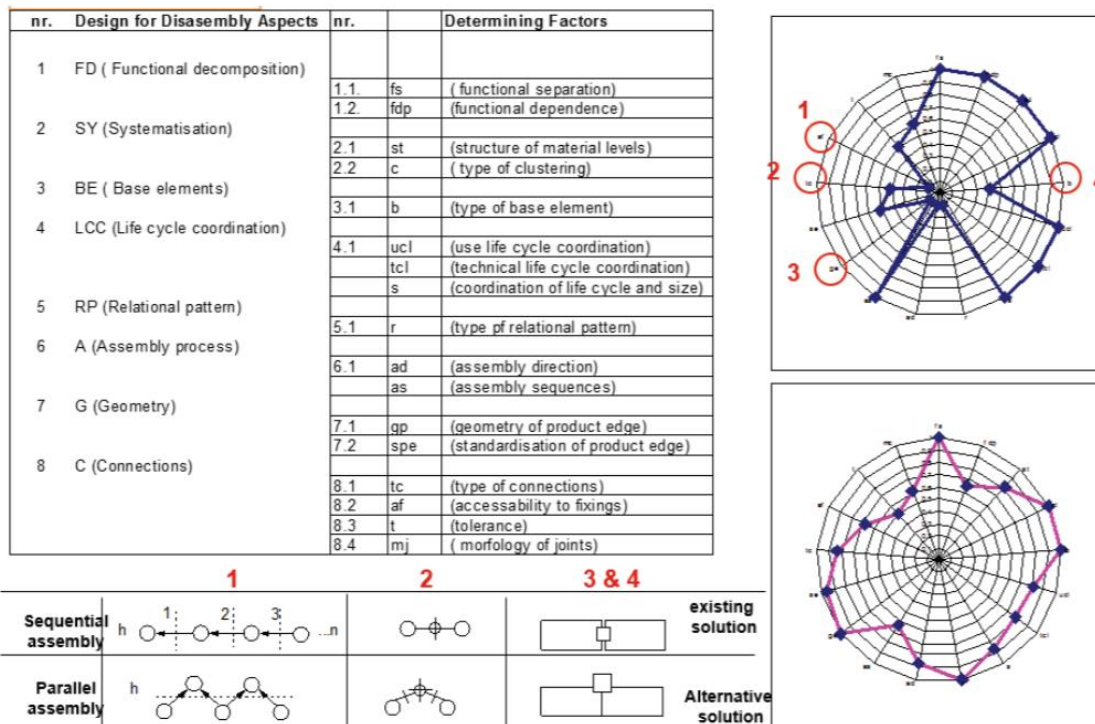 nr. Design for Disasembly Aspects nr. Determining Factors
1 FD ( Functional decomposition)
1.1. fs ( functional separation)
1.2. fdp (functional dependence)
2 SY (Systematisation)
2.1 st (structure of material levels)
2.2 c ( type of clustering)
3 BE ( Base elements)
3.1 b (type of base element)
4 LCC (Life cycle coordination)
4.1 ucl (use life cycle coordination)
tcl (technical life cycle coordination)
s (coordination of life cycle and size)
5 RP (Relational pattern)
5.1 r (type pf relational pattern)
6 A (Assembly process)
6.1 ad (assembly direction)
as (assembly sequences)
7 G (Geometry)
7.1 gp (geometry of product edge)
7.2 spe (standardisation of product edge)
8 C (Connections)
8.1 tc (type of connections)
8.2 af (accessability to fixings)
8.3 t (tolerance)
8.4 mj ( morfology of joints)
1
2
3
4
1 2 3 & 4
Sequential assembly h 1 2 3 ...n existing solution
Parallel assembly h Alternative solution